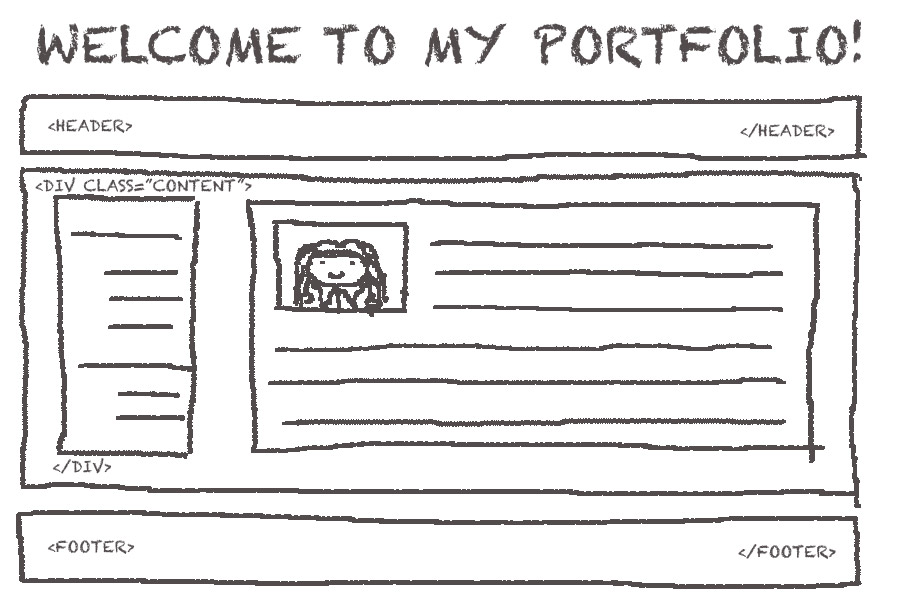 WELCOME TO MY PORTFOLIO!
<HEADER> </HEADER>
<DIV CLASS="CONTENT">
</DIV>
<FOOTER> </FOOTER>